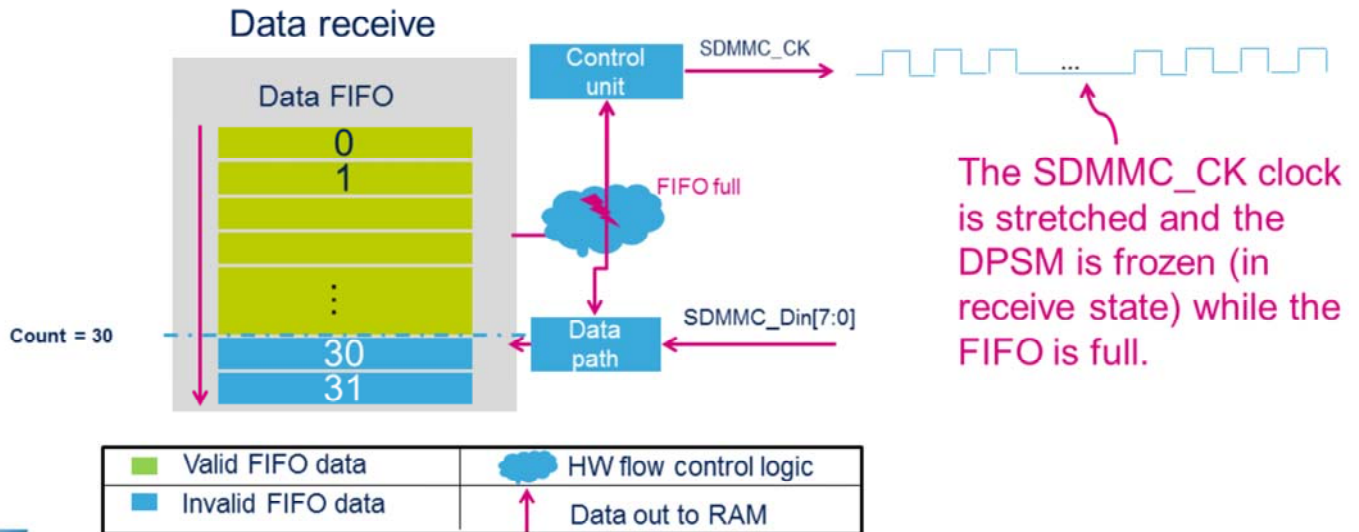 Data receive
Data FIFO
0
1
⋮
30
31
Count = 30
Control
unit
SDMMC_CK
...
FIFO full
Data
path
SDMMC_Din[7:0]
The SDMMC_CK clock
is stretched and the
DPSM is frozen (in
receive state) while the
FIFO is full.
Valid FIFO data
HW flow control logic
Invalid FIFO data
Data out to RAM